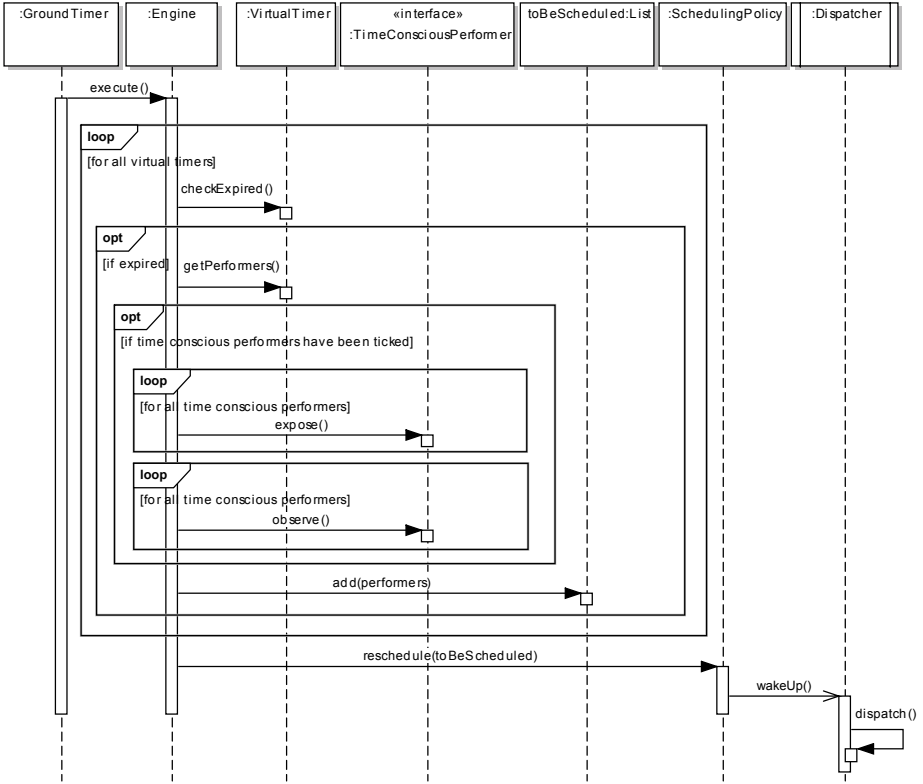 :GroundTimer
:Engine
:VirtualTimer
«interface»
:TimeConsciousPerformer
toBeScheduled:List
:SchedulingPolicy
:Dispatcher
execute()
loop
[for all virtual timers]
checkExpired()
opt
[if expired]
getPerformers()
opt
[if time conscious performers have been ticked]
loop
[for all time conscious performers]
expose()
loop
[for all time conscious performers]
observe()
add(performers)
reschedule(toBeScheduled)
wakeUp()
dispatch()